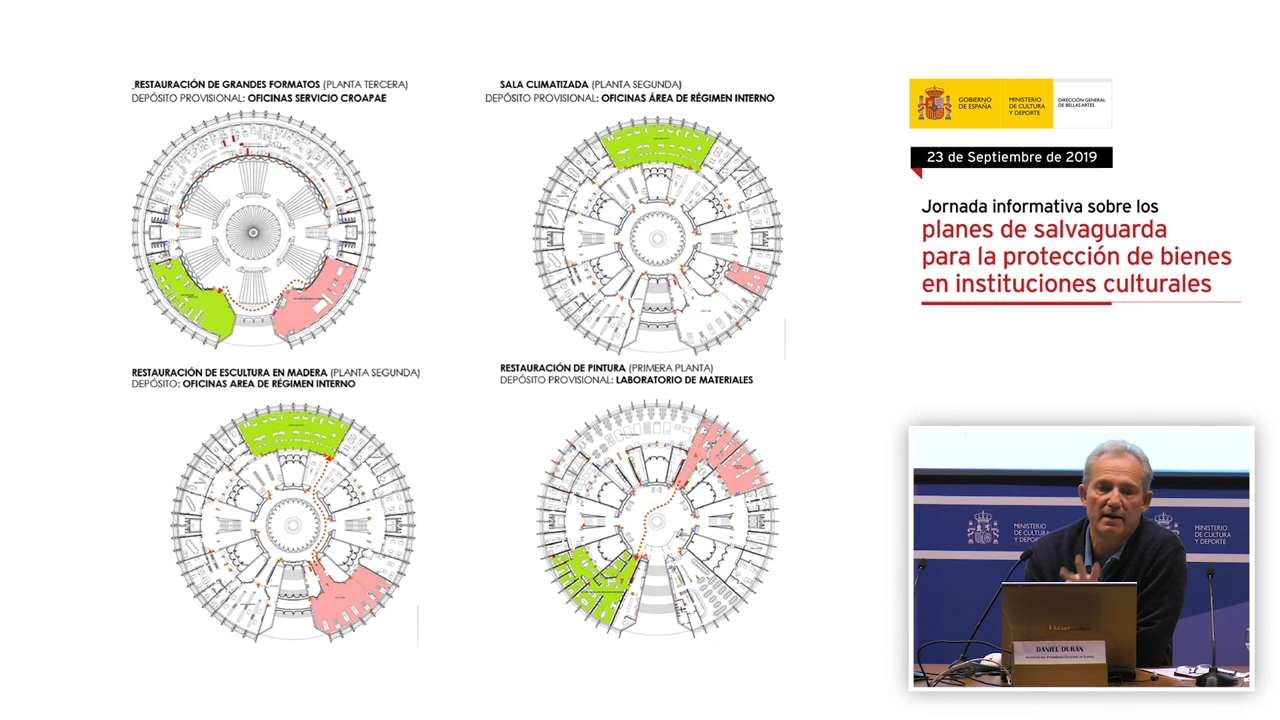 _RESTAURACIÓN DE GRANDES FORMATOS (PLANTA TERCERA)
DEPÓSITO PROVISIONAL: OFICINAS SERVICIO CROAPAE
SALA CLIMATIZADA (PLANTA SEGUNDA)
DEPÓSITO PROVISIONAL: OFICINAS ÁREA DE RÉGIMEN INTERNO
RESTAURACIÓN DE ESCULTURA EN MADERA (PLANTA SEGUNDA)
DEPÓSITO: OFICINAS AREA DE RÉGIMEN INTERNO
RESTAURACIÓN DE PINTURA (PRIMERA PLANTA)
DEPÓSITO PROVISIONAL: LABORATORIO DE MATERIALES
GOBIERNO
DE ESPAÑA
MINISTERIO
DE CULTURA
Y DEPORTE
DIRECCIÓN GENERAL
DE BELLAS ARTES
23 de Septiembre de 2019
Jornada informativa sobre los
planes de salvaguarda
para la protección de bienes
en instituciones culturales
MINISTERIO
DE CULTURA
Y DEPORTE
MINISTERIO
DE CULTURA
Y DEPORTE
DANIEL DURÁN